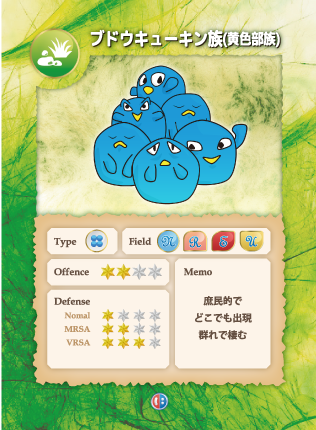 ブドウキューキン族(黄色部族)
Type
Field N R E U
Offence
Memo
庶民的で
どこでも出現
群れで棲む
Defense
Nomal
MRSA
VRSA